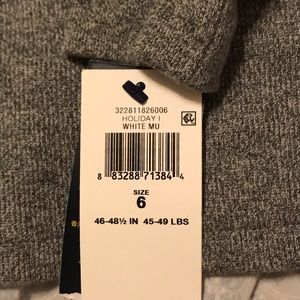 322811826006
HOLIDAY I
WHITE MU
8 83288 71384 4
SIZE
6
46-48½ IN 45-49 LBS